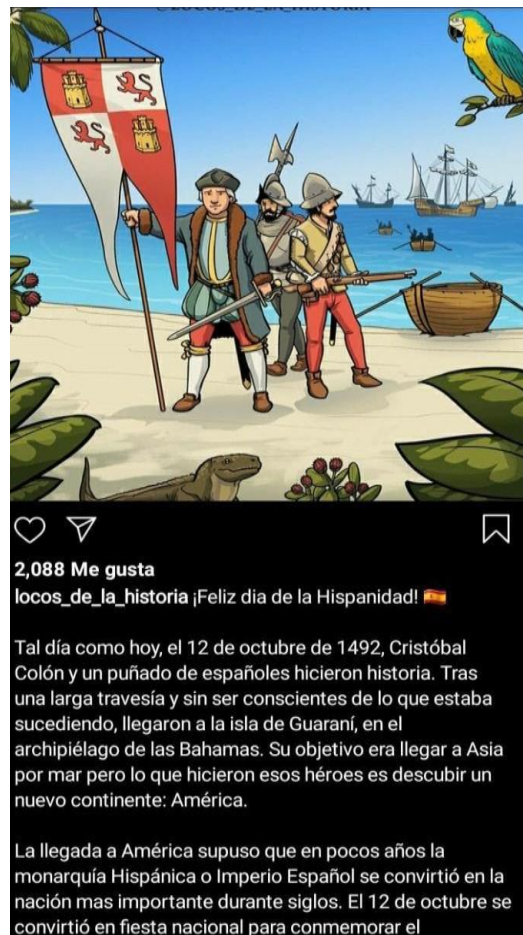 @LOCOS_DE_LA_HISTORIA
2,088 Me gusta
locos_de_la_historia ¡Feliz dia de la Hispanidad! 🇪🇸
Tal día como hoy, el 12 de octubre de 1492, Cristóbal
Colón y un puñado de españoles hicieron historia. Tras
una larga travesía y sin ser conscientes de lo que estaba
sucediendo, llegaron a la isla de Guaraní, en el
archipiélago de las Bahamas. Su objetivo era llegar a Asia
por mar pero lo que hicieron esos héroes es descubir un
nuevo continente: América.
La llegada a América supuso que en pocos años la
monarquía Hispánica o Imperio Español se convirtió en la
nación mas importante durante siglos. El 12 de octubre se
convirtió en fiesta nacional para conmemorar el